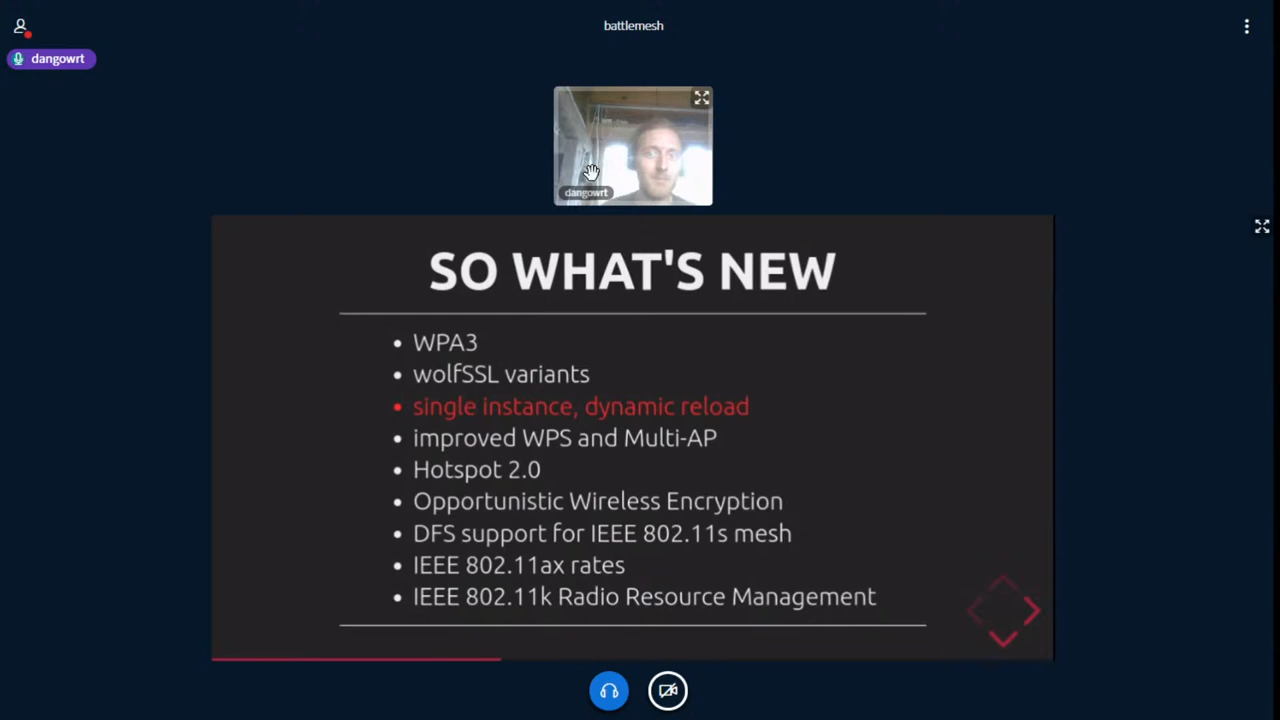 battlemesh
dangowrt
dangowrt
SO WHAT'S NEW
• WPA3
• wolfSSL variants
• single instance, dynamic reload
• improved WPS and Multi-AP
• Hotspot 2.0
• Opportunistic Wireless Encryption
• DFS support for IEEE 802.11s mesh
• IEEE 802.11ax rates
• IEEE 802.11k Radio Resource Management